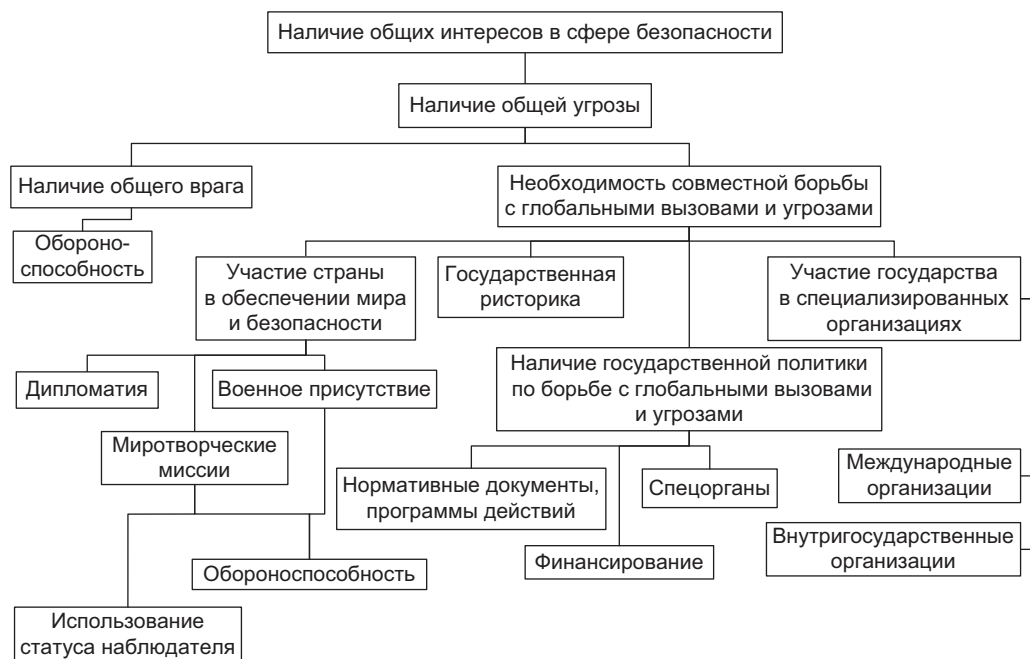 Наличие общих интересов в сфере безопасности
Наличие общей угрозы
Наличие общего врага
Необходимость совместной борьбы
с глобальными вызовами и угрозами
Обороно-
способность
Участие страны
в обеспечении мира
и безопасности
Государственная
ристорика
Участие государства
в специализированных
организациях
Дипломатия
Военное присутствие
Наличие государственной политики
по борьбе с глобальными вызовами
и угрозами
Миротворческие
миссии
Нормативные документы,
программы действий
Спецорганы
Международные
организации
Финансирование
Внутригосударственные
организации
Обороноспособность
Использование
статуса наблюдателя